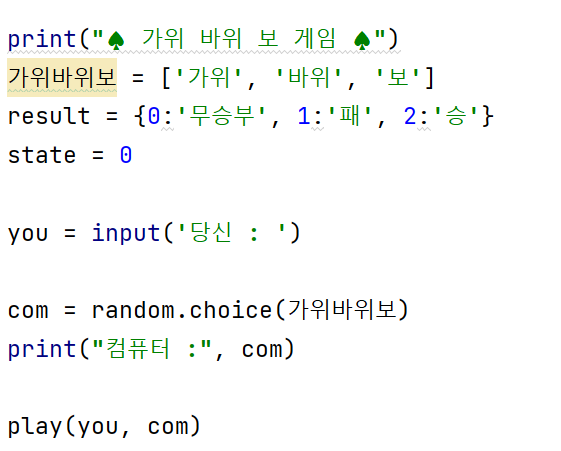 print("♠ 가위 바위 보 게임 ♠")
가위바위보 = ['가위', '바위', '보']
result = {0:'무승부', 1:'패', 2:'승'}
state = 0
you = input('당신 : ')
com = random.choice(가위바위보)
print("컴퓨터 :", com)
play(you, com)